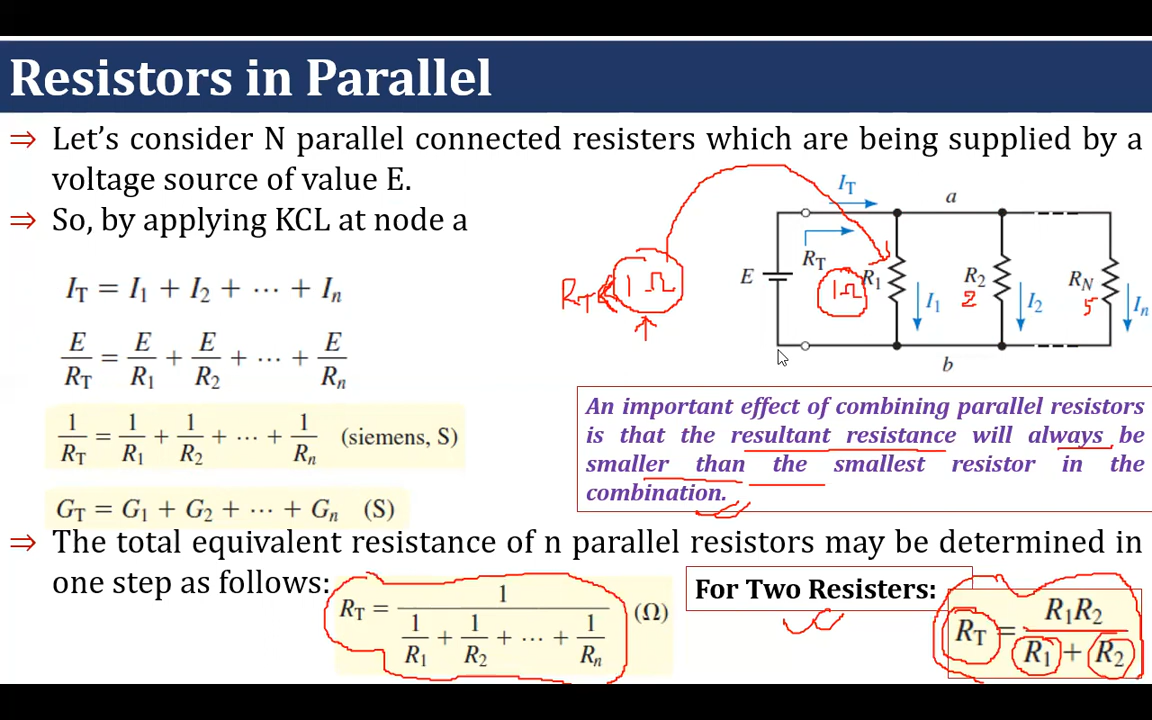 Resistors in Parallel
⇒ Let's consider N parallel connected resisters which are being supplied by a
voltage source of value E.
⇒ So, by applying KCL at node a
I_T = I_1 + I_2 + ··· + I_n
E/R_T = E/R_1 + E/R_2 + ··· + E/R_n
1/R_T = 1/R_1 + 1/R_2 + ··· + 1/R_n (siemens, S)
G_T = G_1 + G_2 + ··· + G_n (S)
R_T < 1 Ω
I_T
a
E
R_T
1Ω
R_1
I_1
R_2
2
I_2
R_N
5
I_n
b
An important effect of combining parallel resistors
is that the resultant resistance will always be
smaller than the smallest resistor in the
combination.
⇒ The total equivalent resistance of n parallel resistors may be determined in
one step as follows:
R_T = 1/(1/R_1 + 1/R_2 + ··· + 1/R_n) (Ω)
For Two Resisters:
R_T = R_1R_2/(R_1 + R_2)